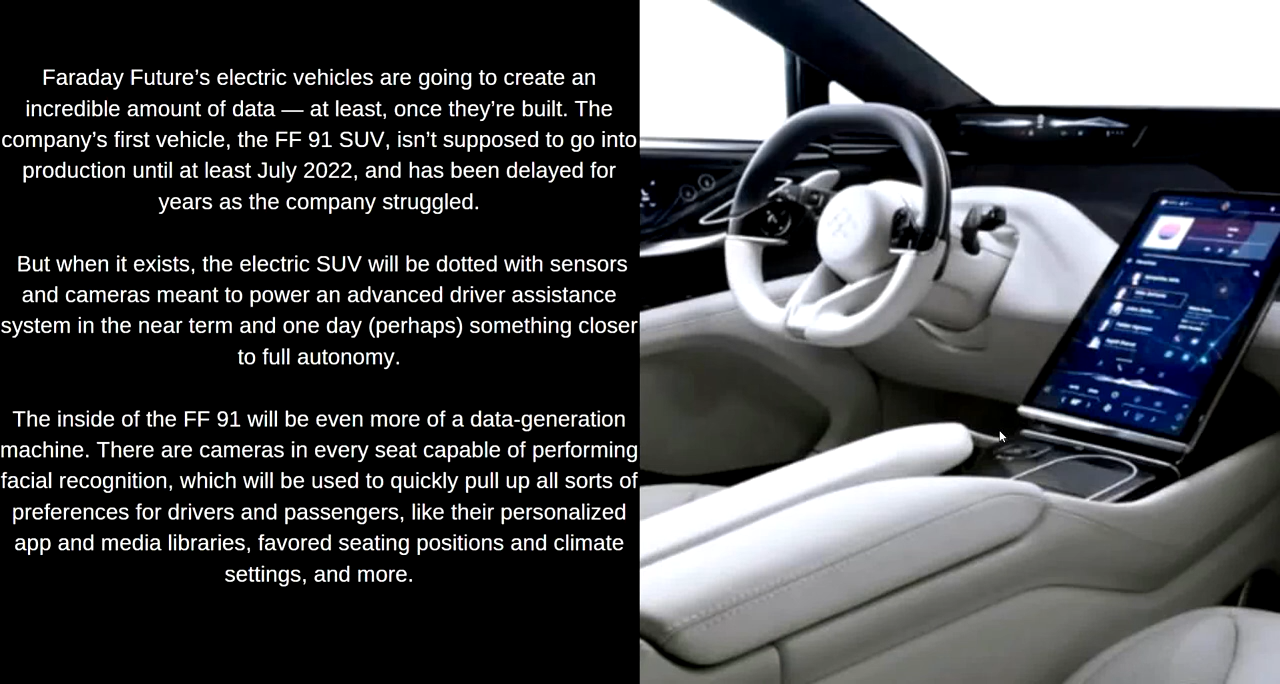 Faraday Future’s electric vehicles are going to create an
incredible amount of data — at least, once they’re built. The
company’s first vehicle, the FF 91 SUV, isn’t supposed to go into
production until at least July 2022, and has been delayed for
years as the company struggled.
But when it exists, the electric SUV will be dotted with sensors
and cameras meant to power an advanced driver assistance
system in the near term and one day (perhaps) something closer
to full autonomy.
The inside of the FF 91 will be even more of a data-generation
machine. There are cameras in every seat capable of performing
facial recognition, which will be used to quickly pull up all sorts of
preferences for drivers and passengers, like their personalized
app and media libraries, favored seating positions and climate
settings, and more.